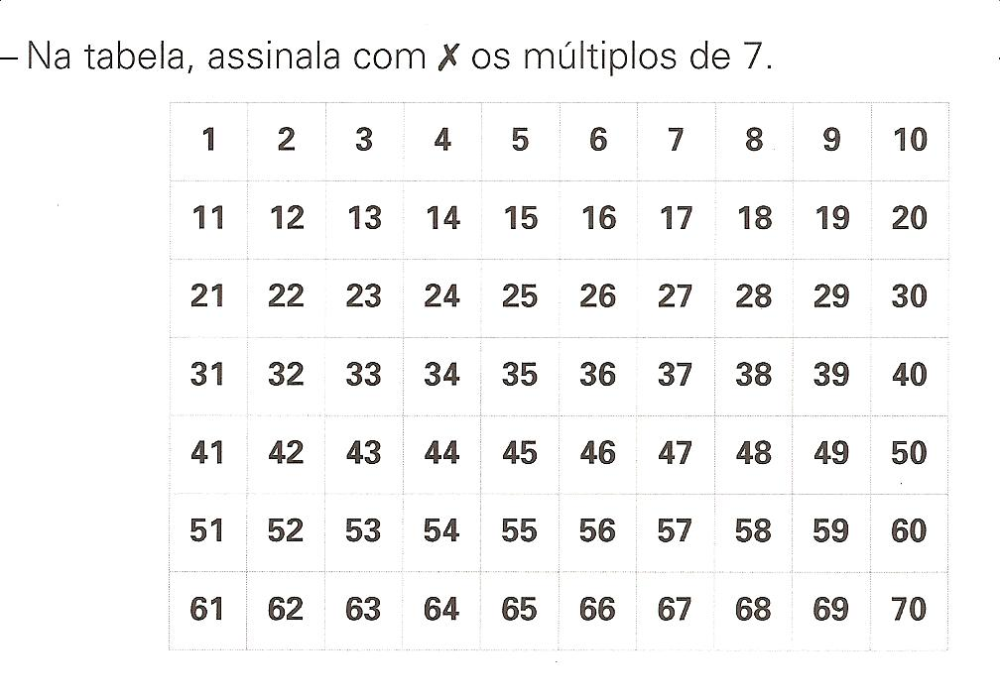 – Na tabela, assinala com ✗ os múltiplos de 7.
1 2 3 4 5 6 7 8 9 10
11 12 13 14 15 16 17 18 19 20
21 22 23 24 25 26 27 28 29 30
31 32 33 34 35 36 37 38 39 40
41 42 43 44 45 46 47 48 49 50
51 52 53 54 55 56 57 58 59 60
61 62 63 64 65 66 67 68 69 70